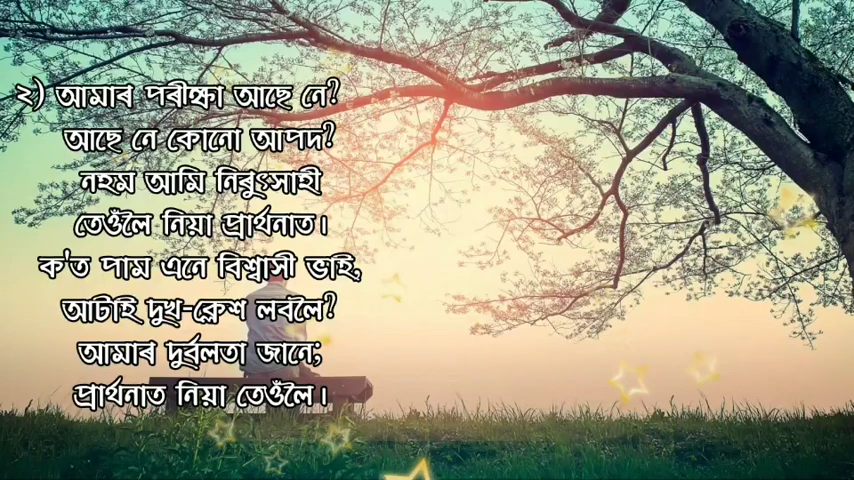 ২) আমাৰ পৰীক্ষা আছে নে?
আছে নে কোনো আপদ?
নহম আমি নিৰুৎসাহী
তেওঁলৈ নিয়া প্ৰাৰ্থনাত।
ক'ত পাম এনে বিশ্বাসী ভাই,
আটাই দুখ-ক্লেশ লবলৈ?
আমাৰ দুৰ্ব্বলতা জানে;
প্ৰাৰ্থনাত নিয়া তেওঁলৈ।